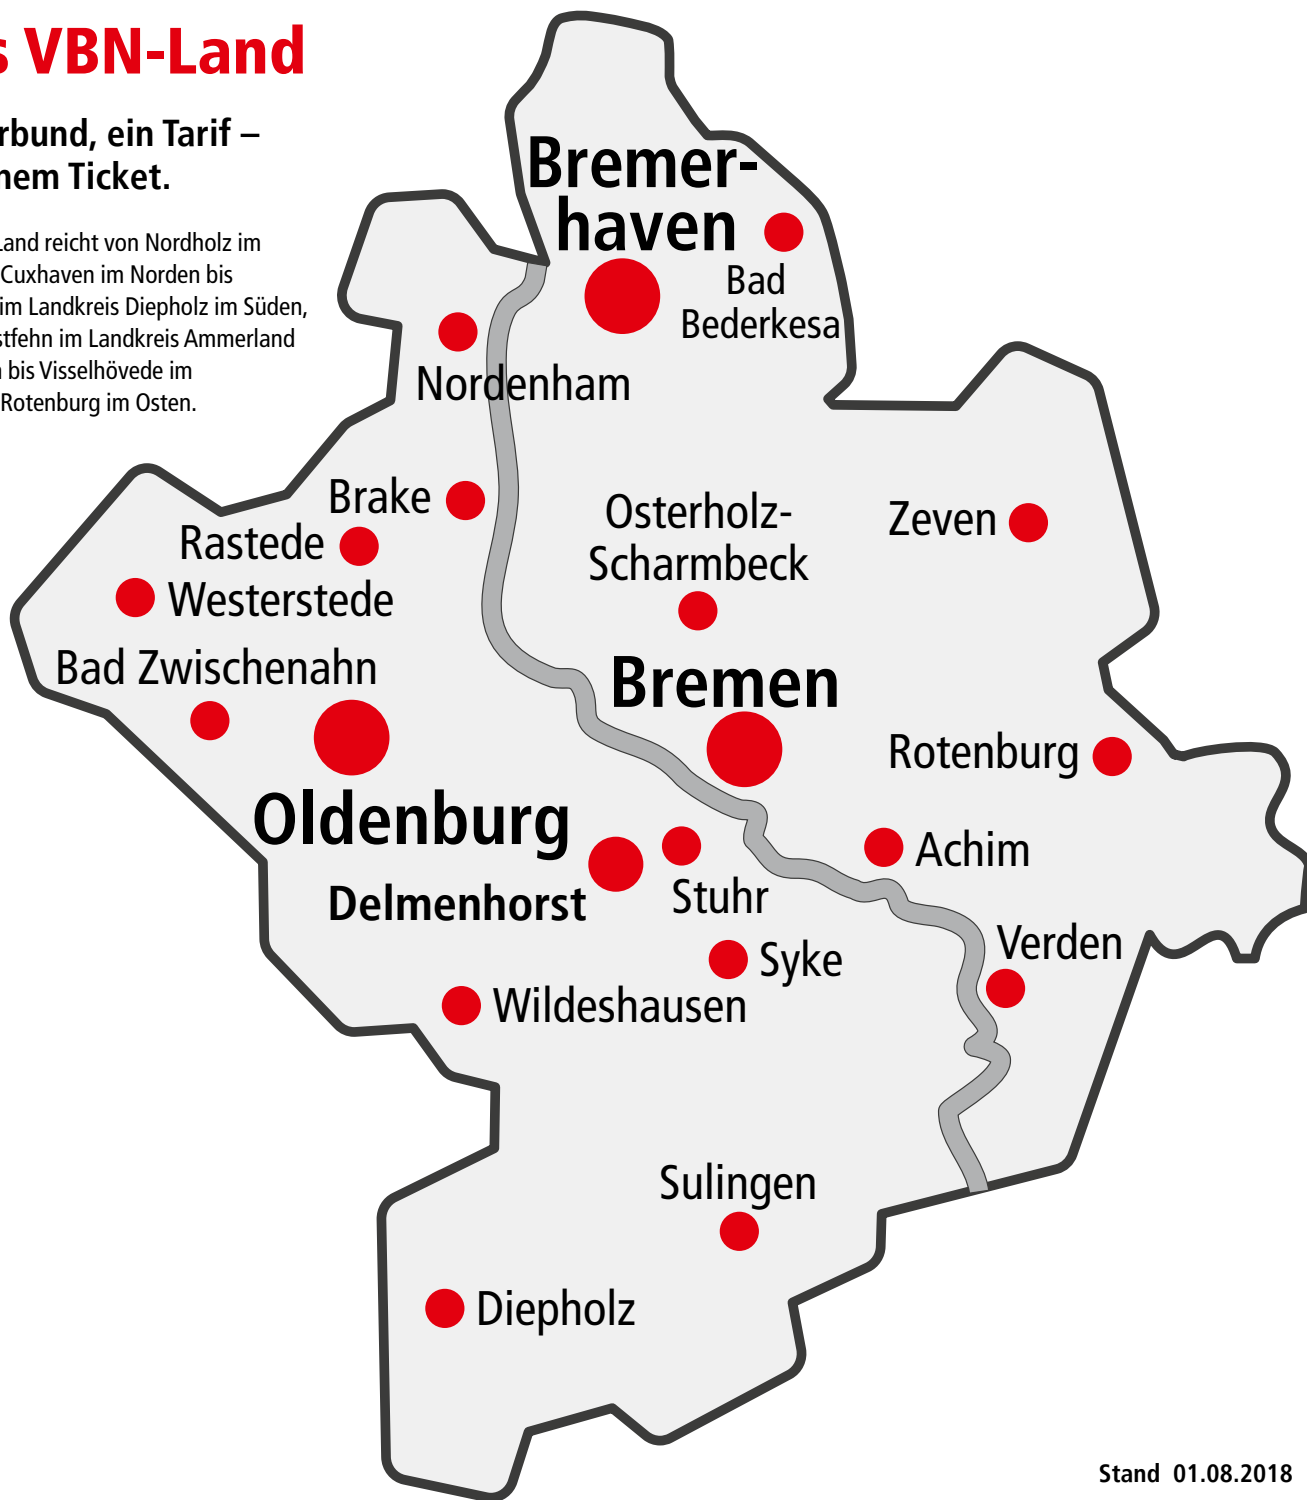 s VBN-Land
rbund, ein Tarif –
nem Ticket.
Land reicht von Nordholz im
Cuxhaven im Norden bis
im Landkreis Diepholz im Süden,
stfehn im Landkreis Ammerland
n bis Visselhövede im
Rotenburg im Osten.
Bremer-
haven
Bad
Bederkesa
Nordenham
Brake
Osterholz-
Scharmbeck
Zeven
Rastede
Westerstede
Bad Zwischenahn
Bremen
Rotenburg
Oldenburg
Achim
Delmenhorst
Stuhr
Verden
Syke
Wildeshausen
Sulingen
Diepholz
Stand 01.08.2018